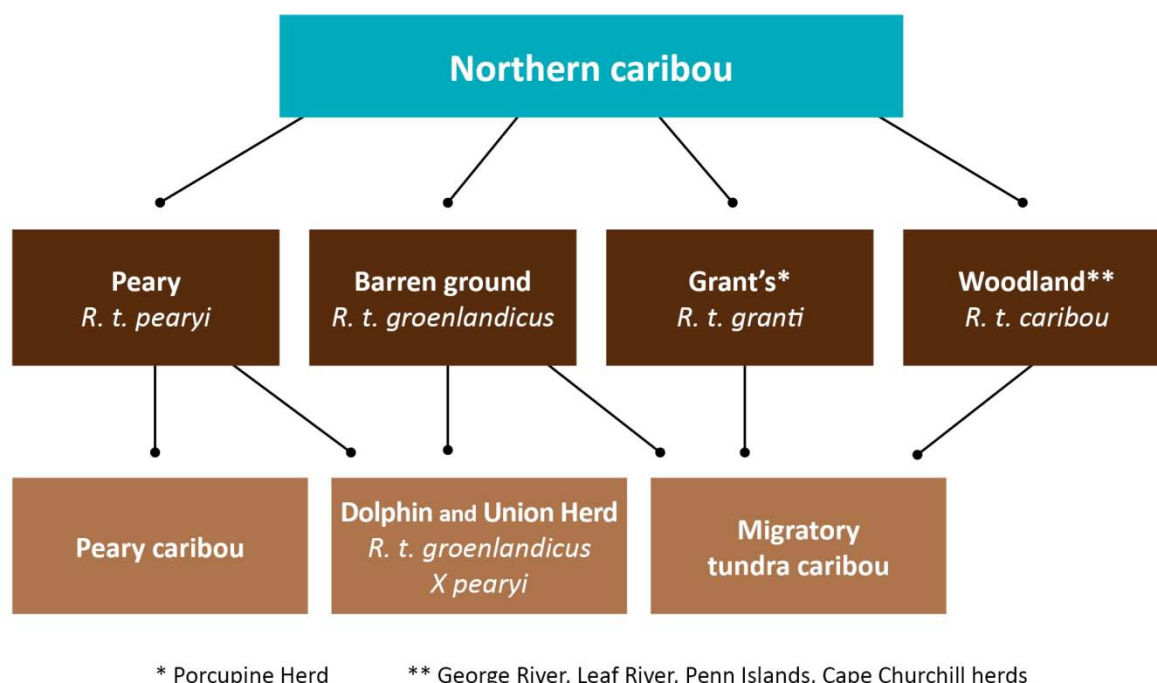 Northern caribou
Peary
R. t. pearyi
Barren ground
R. t. groenlandicus
Grant's*
R. t. granti
Woodland**
R. t. caribou
Peary caribou
Dolphin and Union Herd
R. t. groenlandicus
X pearyi
Migratory
tundra caribou
* Porcupine Herd
** George River, Leaf River, Penn Islands, Cape Churchill herds